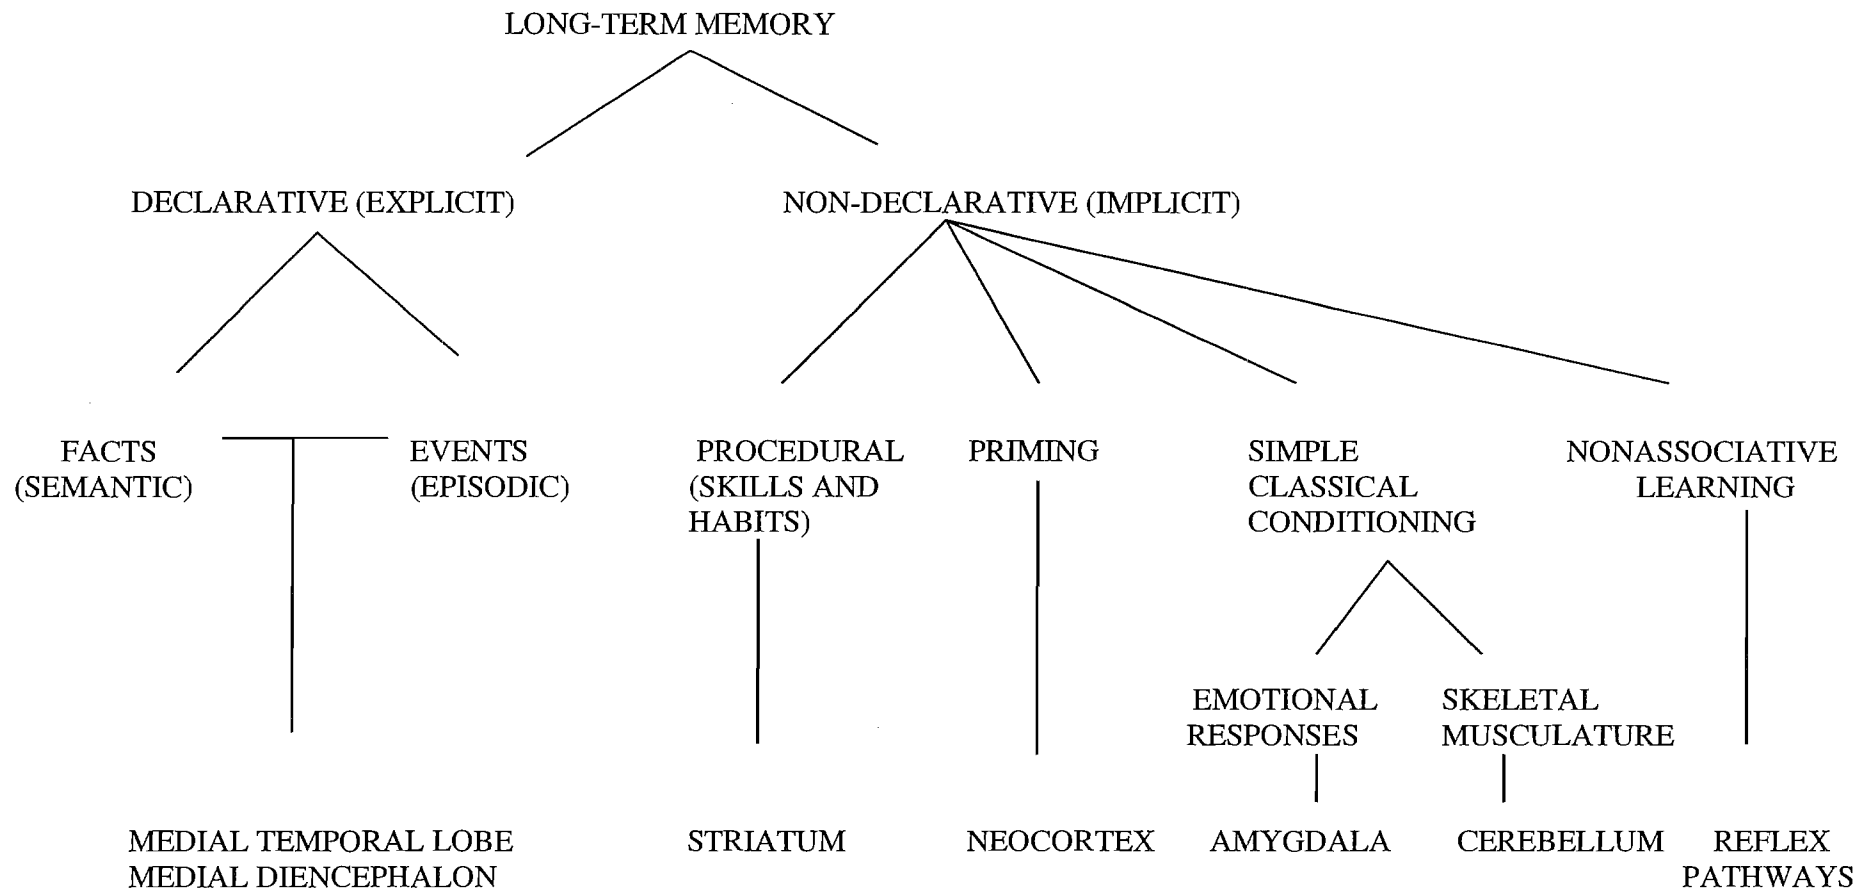 LONG-TERM MEMORY
DECLARATIVE (EXPLICIT)
NON-DECLARATIVE (IMPLICIT)
FACTS
(SEMANTIC)
EVENTS
(EPISODIC)
PROCEDURAL
(SKILLS AND
HABITS)
PRIMING
SIMPLE
CLASSICAL
CONDITIONING
NONASSOCIATIVE
LEARNING
EMOTIONAL
RESPONSES
SKELETAL
MUSCULATURE
MEDIAL TEMPORAL LOBE
MEDIAL DIENCEPHALON
STRIATUM
NEOCORTEX
AMYGDALA
CEREBELLUM
REFLEX
PATHWAYS